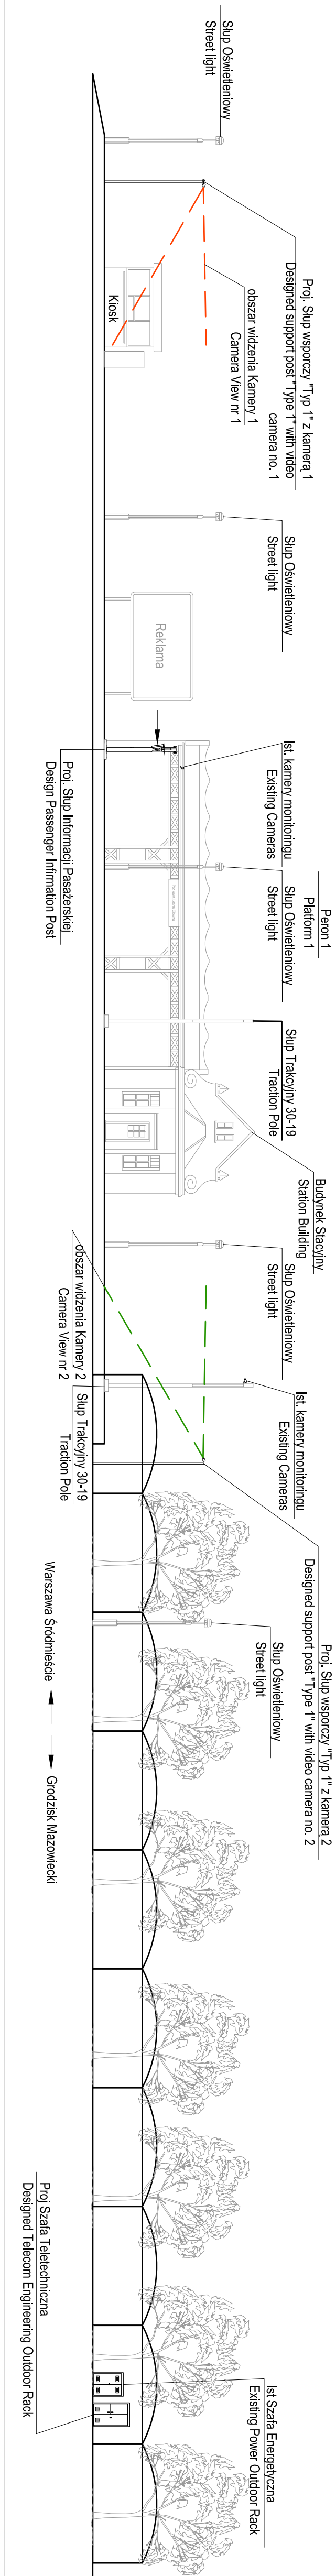 Słup Oświetleniowy
Street light
Proj. Słup wsporczy "Typ 1" z kamerą 1
Designed support post "Type 1" with video
camera no. 1
obszar widzenia Kamery 1
Camera View nr 1
Kiosk
Słup Oświetleniowy
Street light
Reklama
Ist. kamery monitoringu
Existing Cameras
Proj. Słup Informacji Pasażerskiej
Design Passenger Infirmation Post
Peron 1
Platform 1
Słup Oświetleniowy
Street light
Słup Trakcyjny 30-19
Traction Pole
Budynek Stacyjny
Station Building
Słup Oświetleniowy
Street light
obszar widzenia Kamery 2
Camera View nr 2
Ist. kamery monitoringu
Existing Cameras
Słup Trakcyjny 30-19
Traction Pole
Proj. Słup wsporczy "Typ 1" z kamerą 2
Designed support post "Type 1" with video camera no. 2
Słup Oświetleniowy
Street light
Warszawa Śródmieście
Grodzisk Mazowiecki
Ist Szafa Energetyczna
Existing Power Outdoor Rack
Proj Szafa Teletechniczna
Designed Telecom Engineering Outdoor Rack